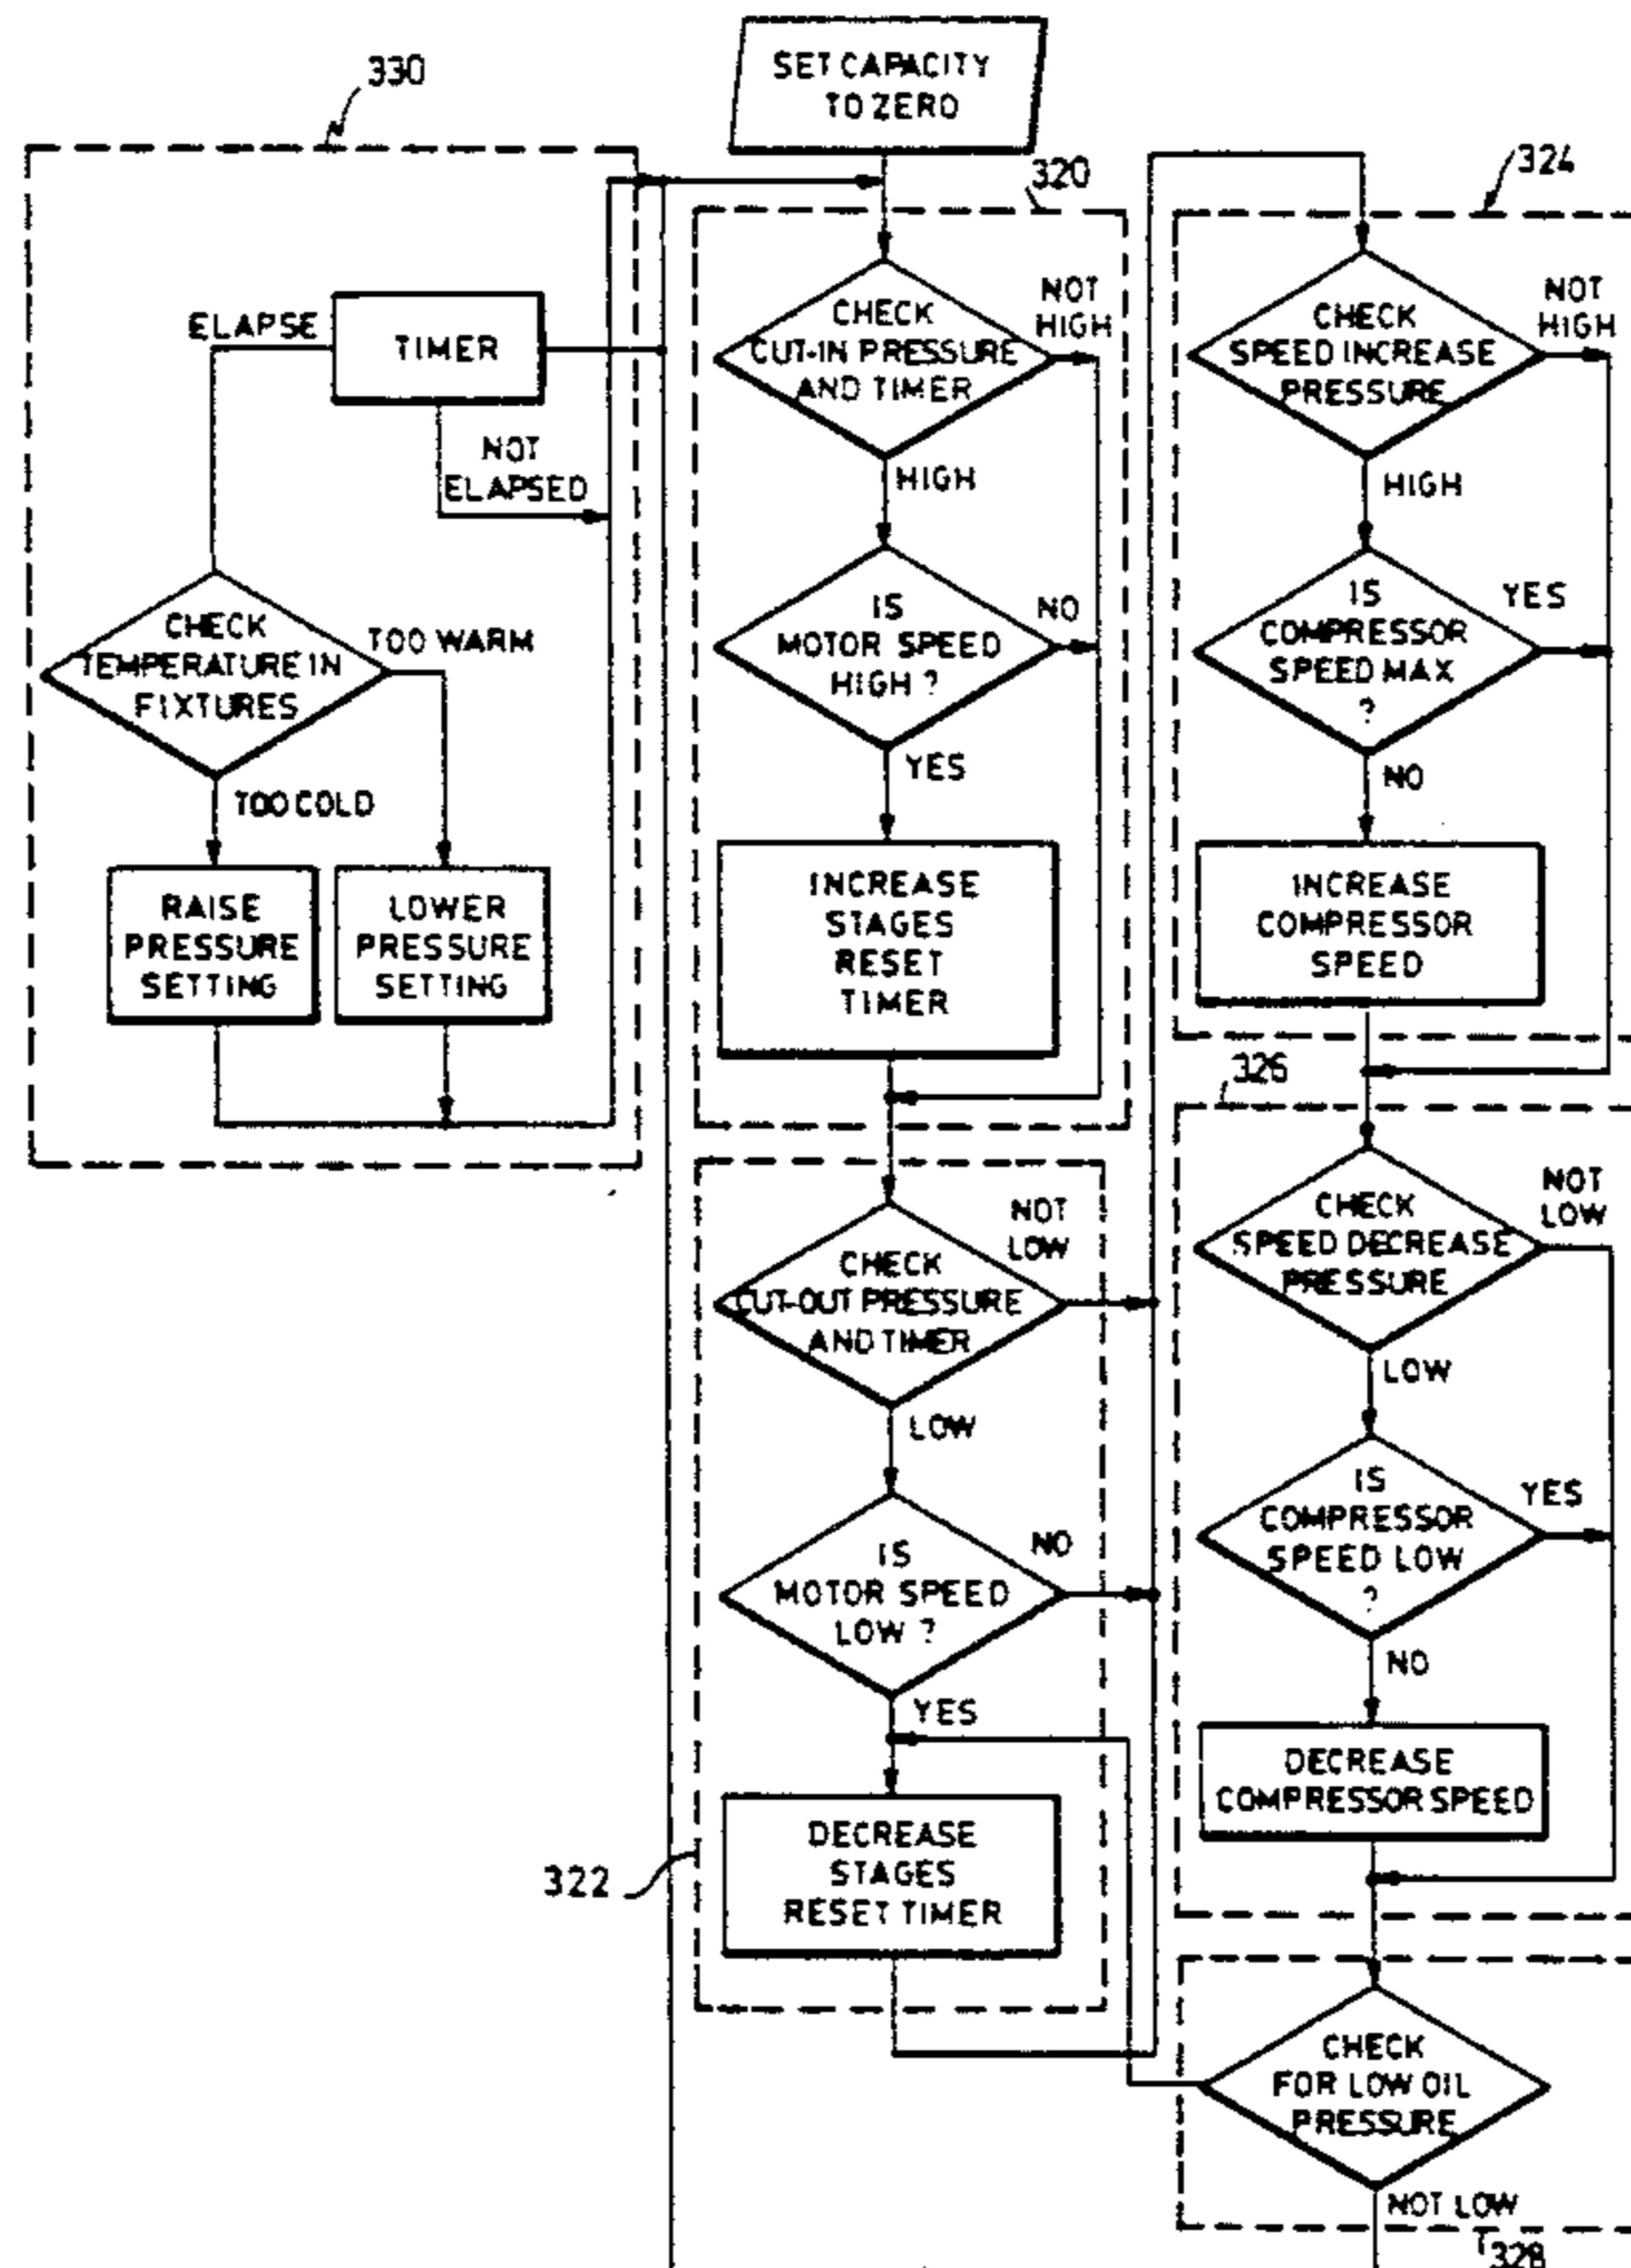 330
SET CAPACITY
TO ZERO
320
324
ELAPSE
TIMER
NOT
ELAPSED
CHECK
TEMPERATURE IN
FIXTURES
TOO WARM
TOO COLD
RAISE
PRESSURE
SETTING
LOWER
PRESSURE
SETTING
CHECK
CUT-IN PRESSURE
AND TIMER
NOT
HIGH
HIGH
IS
MOTOR SPEED
HIGH ?
NO
YES
INCREASE
STAGES
RESET
TIMER
CHECK
CUT-OUT PRESSURE
AND TIMER
NOT
LOW
LOW
IS
MOTOR SPEED
LOW ?
NO
YES
322
DECREASE
STAGES
RESET TIMER
CHECK
SPEED INCREASE
PRESSURE
NOT
HIGH
HIGH
IS
COMPRESSOR
SPEED MAX
?
YES
NO
INCREASE
COMPRESSOR
SPEED
326
CHECK
SPEED DECREASE
PRESSURE
NOT
LOW
LOW
IS
COMPRESSOR
SPEED LOW
?
YES
NO
DECREASE
COMPRESSOR SPEED
CHECK
FOR LOW OIL
PRESSURE
NOT LOW
328